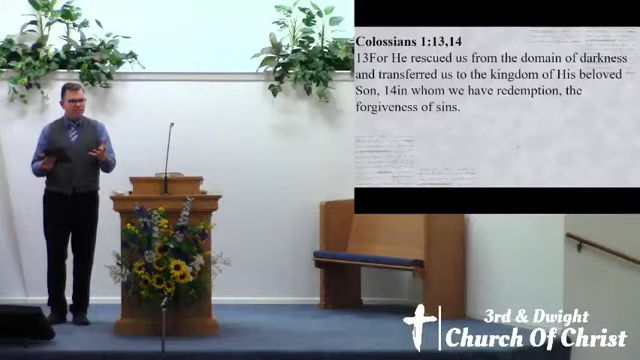 Colossians 1:13,14
13For He rescued us from the domain of darkness
and transferred us to the kingdom of His beloved
Son, 14in whom we have redemption, the
forgiveness of sins.
3rd & Dwight
Church Of Christ